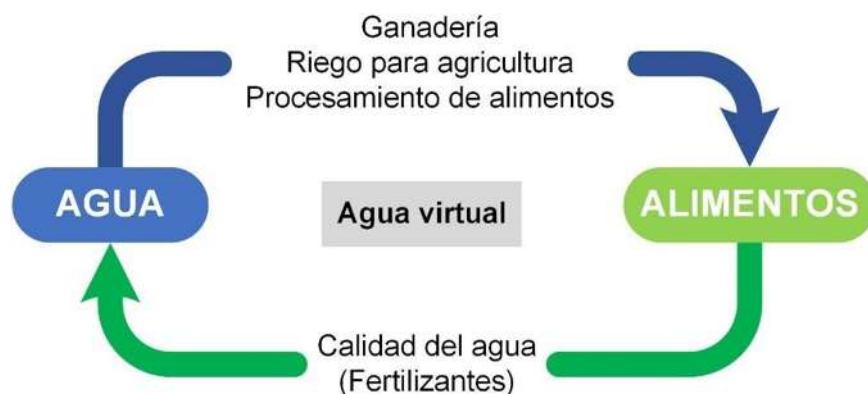 Ganadería
Riego para agricultura
Procesamiento de alimentos
AGUA
Agua virtual
ALIMENTOS
Calidad del agua
(Fertilizantes)